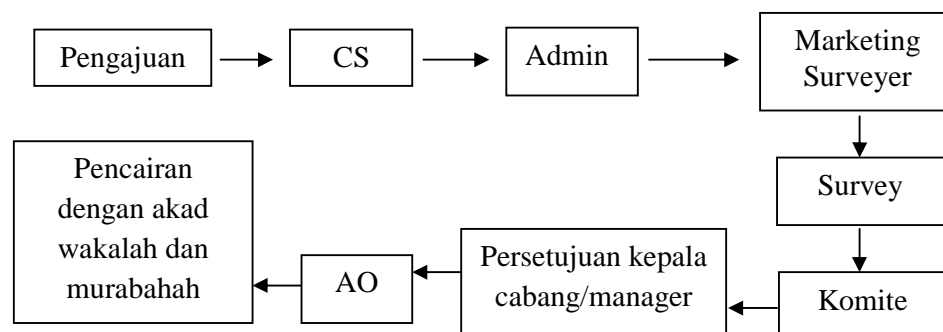 Pengajuan
CS
Admin
Marketing
Surveyer
Survey
Komite
Persetujuan kepala
cabang/manager
AO
Pencairan
dengan akad
wakalah dan
murabahah